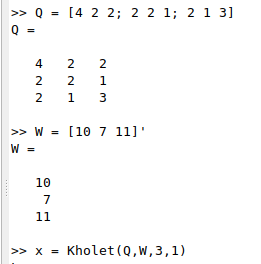 >> Q = [4 2 2; 2 2 1; 2 1 3]
Q =
4 2 2
2 2 1
2 1 3
>> W = [10 7 11]'
W =
10
7
11
>> x = Kholet(Q,W,3,1)